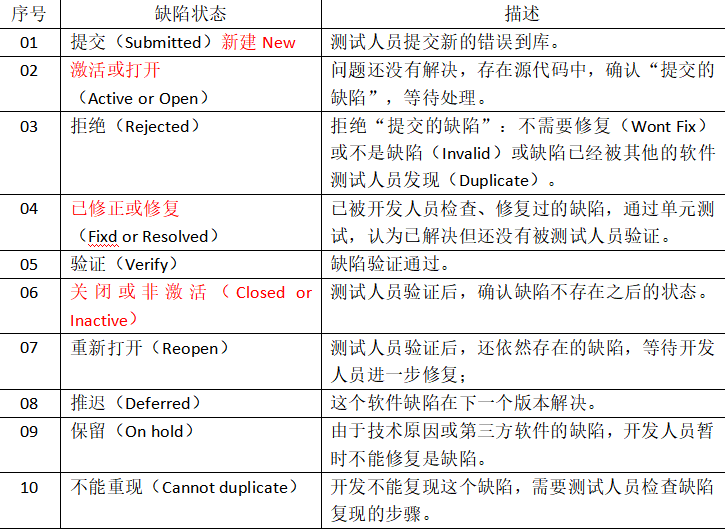 序号 缺陷状态 描述
01 提交（Submitted）新建 New 测试人员提交新的错误到库。
02 激活或打开 问题还没有解决，存在源代码中，确认“提交的
（Active or Open） 缺陷”，等待处理。
03 拒绝（Rejected） 拒绝“提交的缺陷”：不需要修复（Wont Fix）
或不是缺陷（Invalid）或缺陷已经被其他的软件
测试人员发现（Duplicate）。
04 已修正或修复 已被开发人员检查、修复过的缺陷，通过单元测
（Fixd or Resolved） 试，认为已解决但还没有被测试人员验证。
05 验证（Verify） 缺陷验证通过。
06 关闭或非激活（Closed or 测试人员验证后，确认缺陷不存在之后的状态。
Inactive）
07 重新打开（Reopen） 测试人员验证后，还依然存在的缺陷，等待开发
人员进一步修复；
08 推迟（Deferred） 这个软件缺陷在下一个版本解决。
09 保留（On hold） 由于技术原因或第三方软件的缺陷，开发人员暂
时不能修复是缺陷。
10 不能重现（Cannot duplicate） 开发不能复现这个缺陷，需要测试人员检查缺陷
复现的步骤。